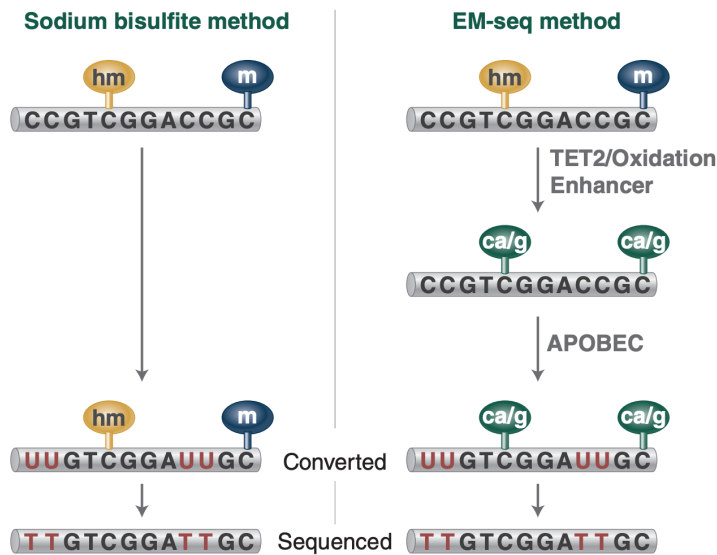 Sodium bisulfite method
EM-seq method
hm
m
hm
m
CCGTCGGACCGC
CCGTCGGACCGC
TET2/Oxidation
Enhancer
ca/g
ca/g
CCGTCGGACCGC
APOBEC
hm
m
ca/g
ca/g
UUGTCGGAUUGC
Converted
UUGTCGGAUUGC
TTGTCGGATTGC
Sequenced
TTGTCGGATTGC